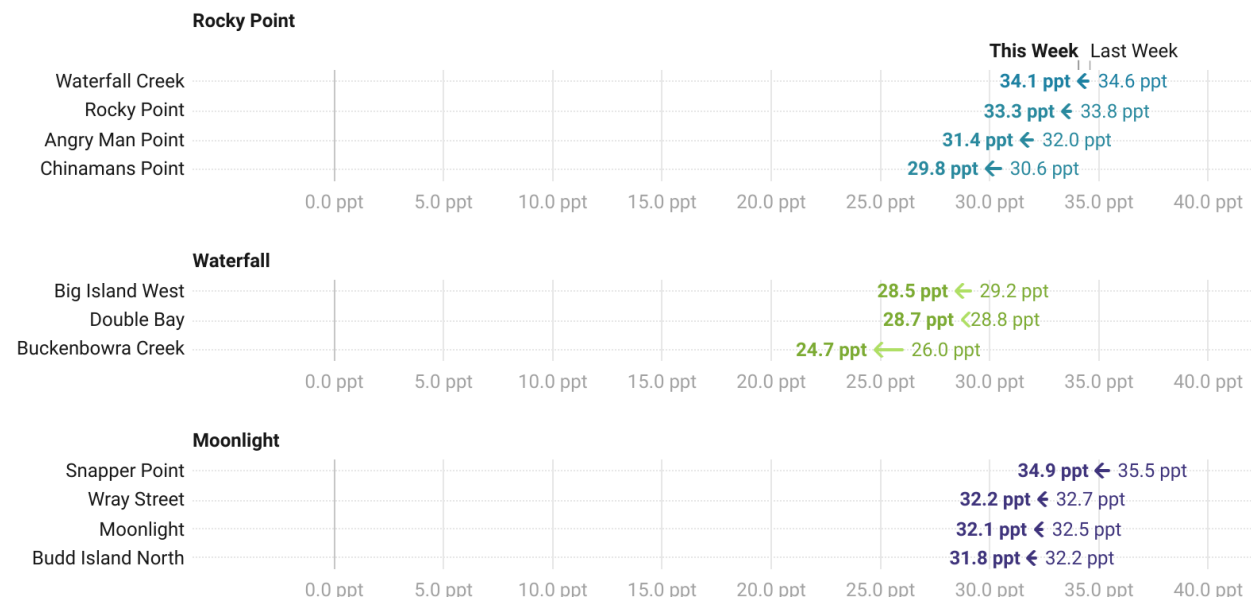 Rocky Point
This Week Last Week
Waterfall Creek 34.1 ppt 34.6 ppt
Rocky Point 33.3 ppt 33.8 ppt
Angry Man Point 31.4 ppt 32.0 ppt
Chinamans Point 29.8 ppt 30.6 ppt
0.0 ppt 5.0 ppt 10.0 ppt 15.0 ppt 20.0 ppt 25.0 ppt 30.0 ppt 35.0 ppt 40.0 ppt
Waterfall
Big Island West 28.5 ppt 29.2 ppt
Double Bay 28.7 ppt 28.8 ppt
Buckenbowra Creek 24.7 ppt 26.0 ppt
0.0 ppt 5.0 ppt 10.0 ppt 15.0 ppt 20.0 ppt 25.0 ppt 30.0 ppt 35.0 ppt 40.0 ppt
Moonlight
Snapper Point 34.9 ppt 35.5 ppt
Wray Street 32.2 ppt 32.7 ppt
Moonlight 32.1 ppt 32.5 ppt
Budd Island North 31.8 ppt 32.2 ppt
0.0 ppt 5.0 ppt 10.0 ppt 15.0 ppt 20.0 ppt 25.0 ppt 30.0 ppt 35.0 ppt 40.0 ppt